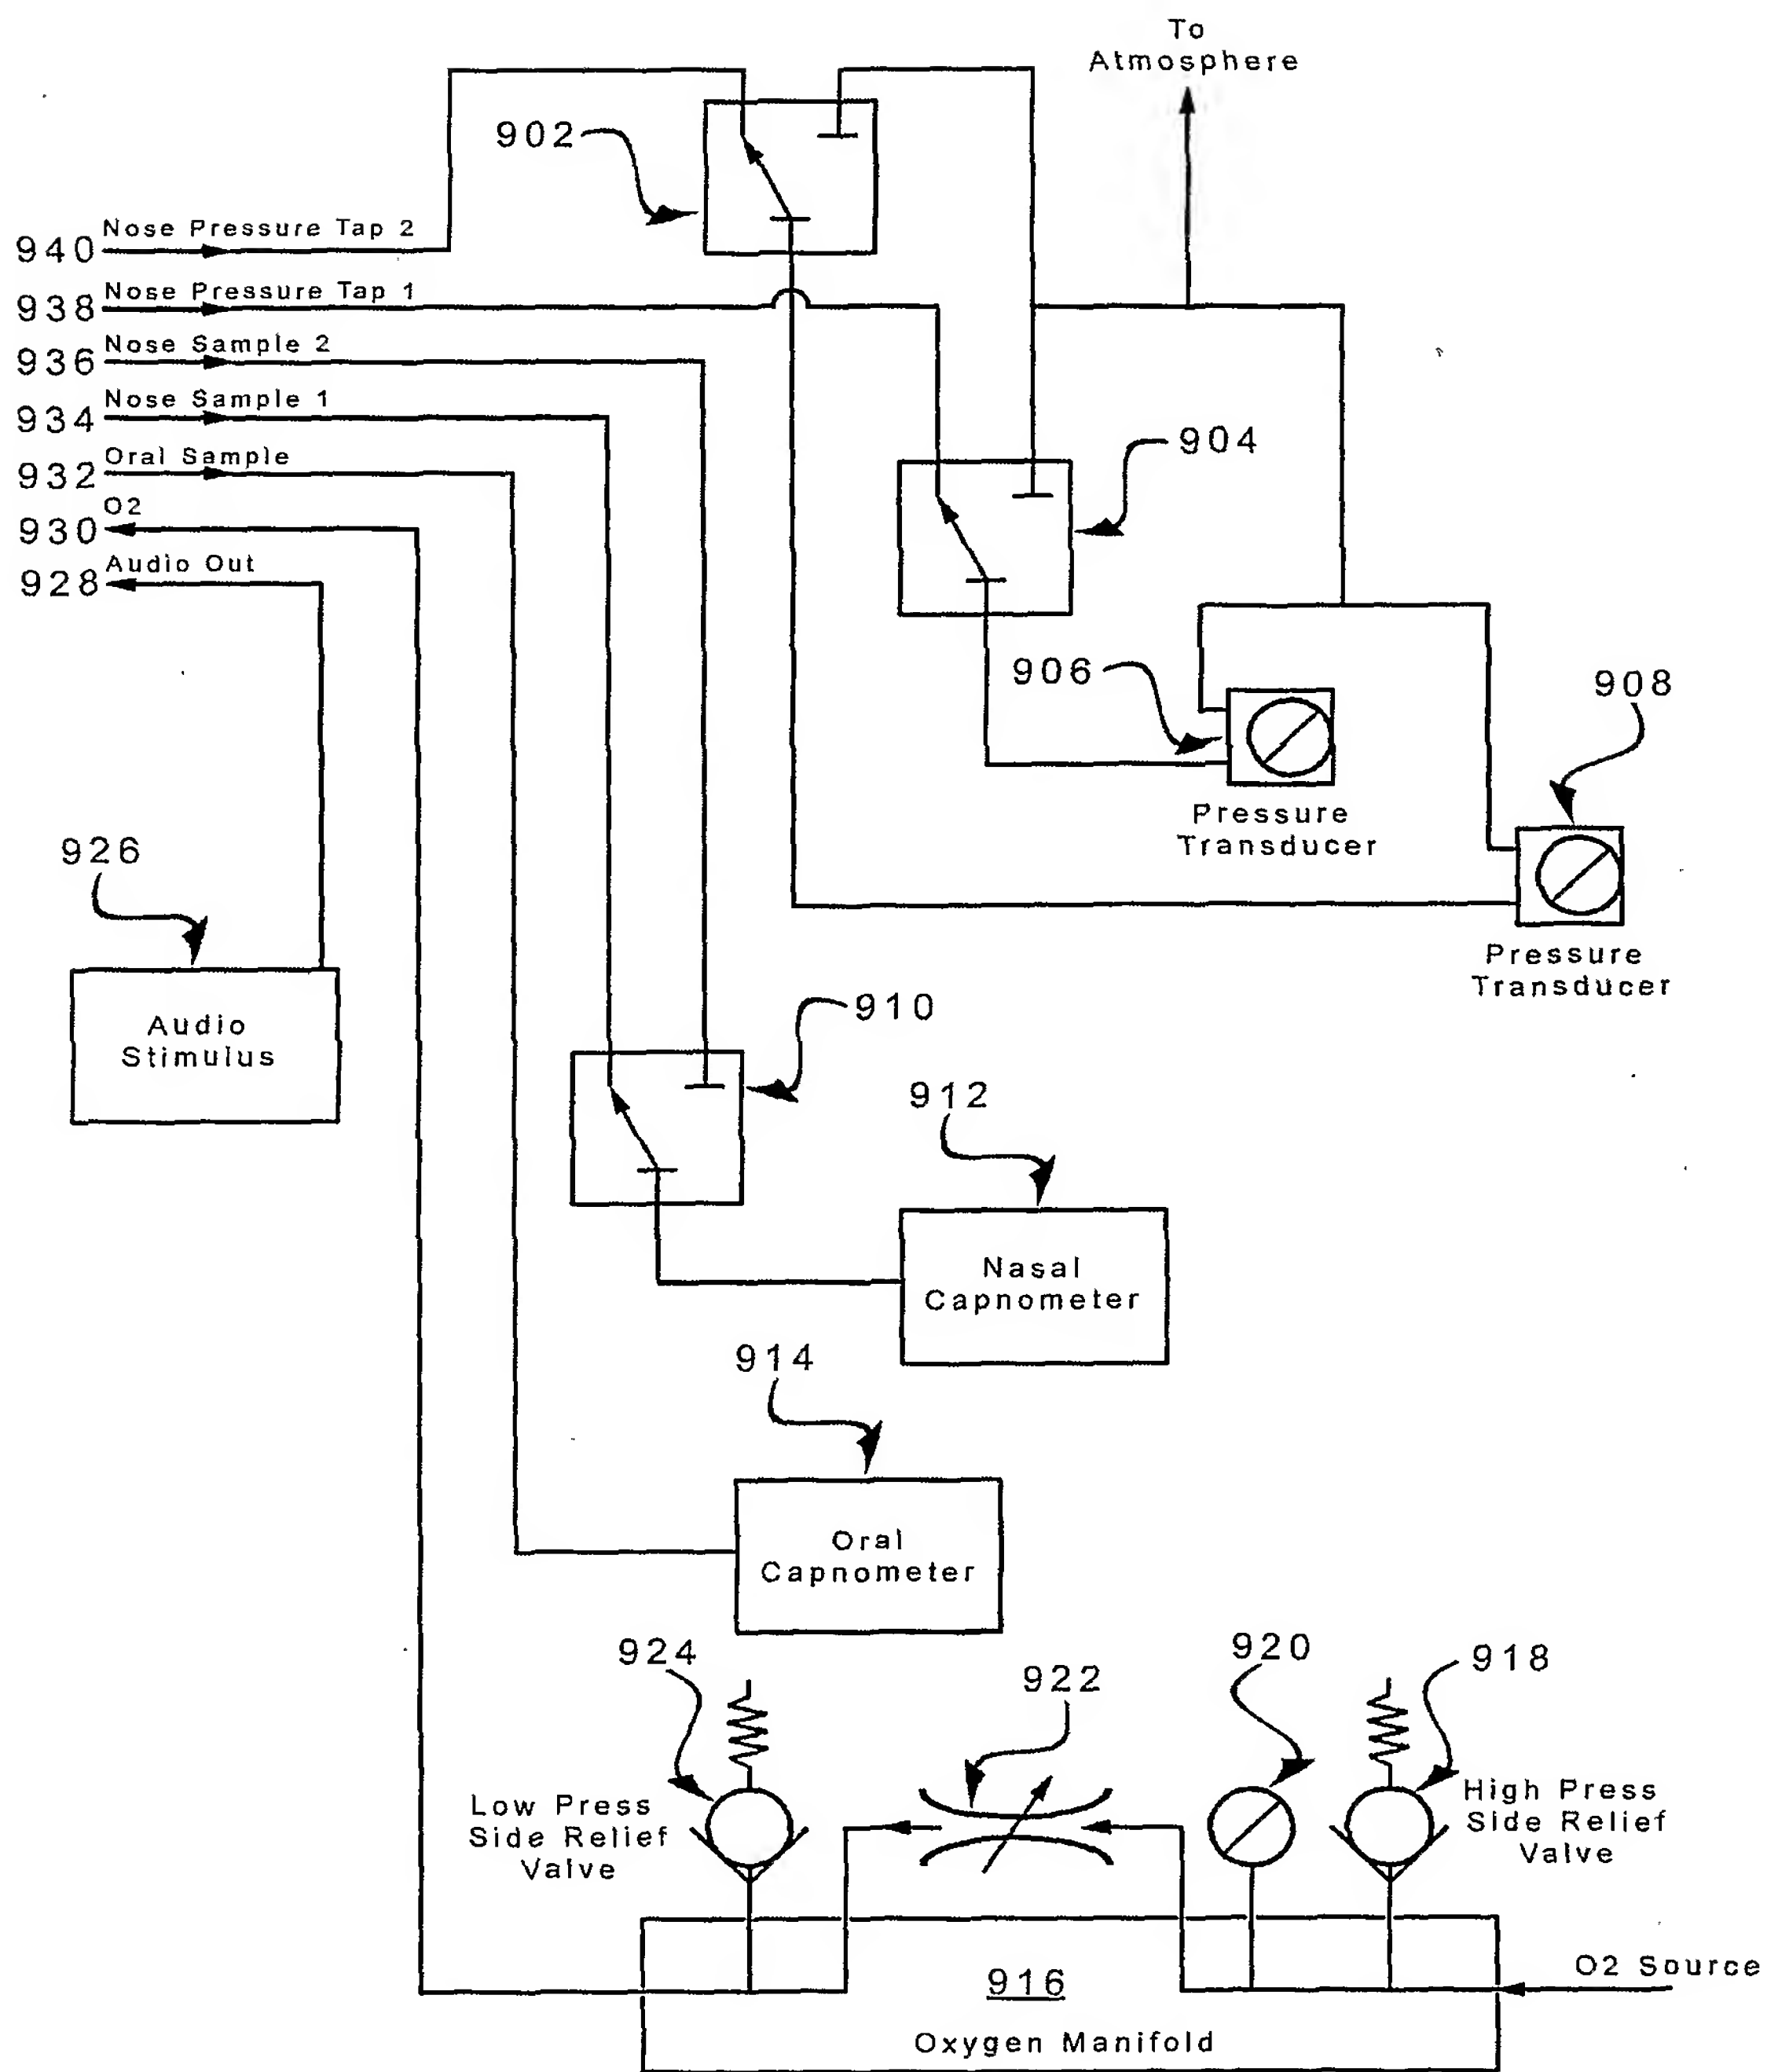 To
Atmosphere
902
940 Nose Pressure Tap 2
938 Nose Pressure Tap 1
936 Nose Sample 2
934 Nose Sample 1
932 Oral Sample
930 O2
928 Audio Out
904
906
908
Pressure
Transducer
926
Pressure
Transducer
Audio
Stimulus
910
912
Nasal
Capnometer
914
Oral
Capnometer
924
922
920
918
Low Press
Side Relief
Valve
High Press
Side Relief
Valve
O2 Source
916
Oxygen Manifold